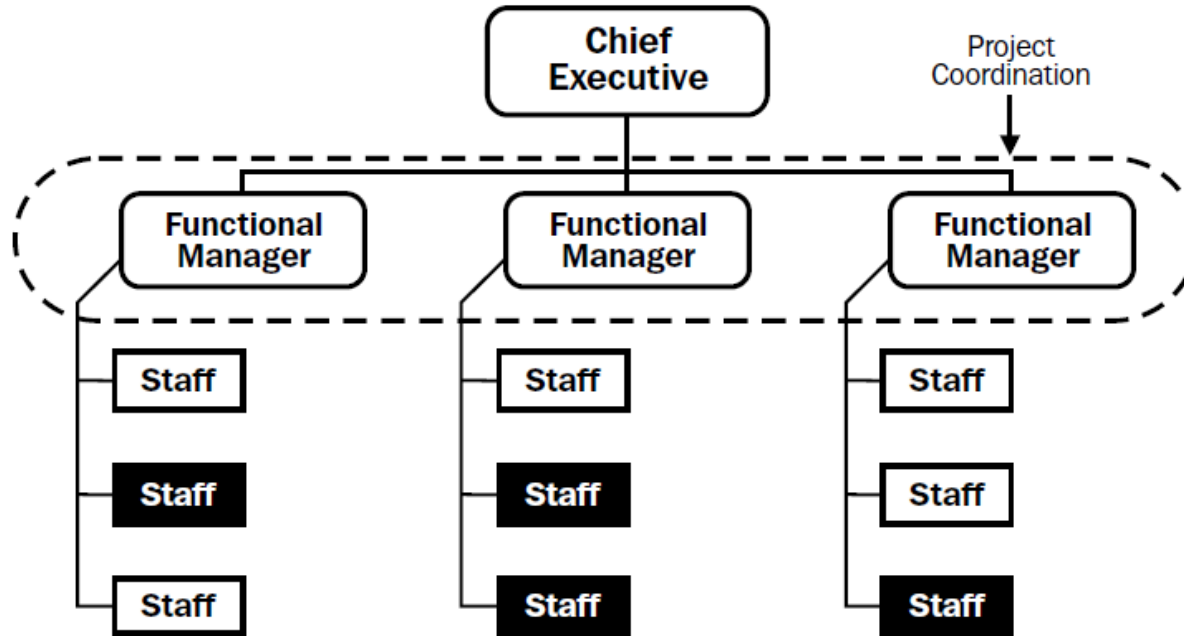 Chief
Executive
Project
Coordination
Functional
Manager
Functional
Manager
Functional
Manager
Staff
Staff
Staff
Staff
Staff
Staff
Staff
Staff
Staff